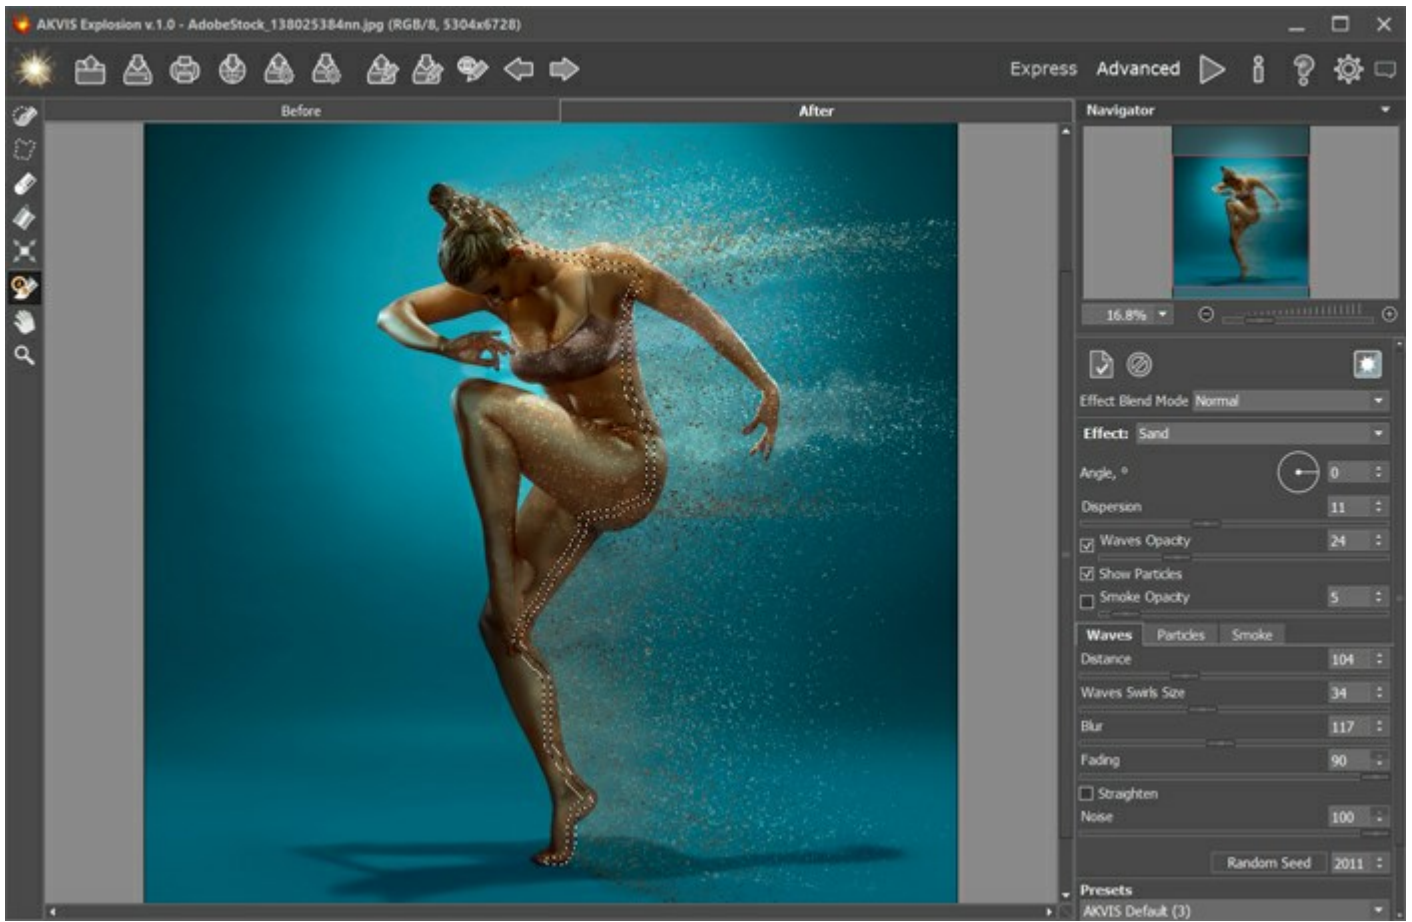 AKVIS Explosion v.1.0 - AdobeStock_138025384nn.jpg (RGB/8, 5304x6728)
Express Advanced
Before After
Navigator
16.8%
Effect Blend Mode Normal
Effect: Sand
Angle, ° 0
Dispersion 11
Waves Opacity 24
Show Particles
Smoke Opacity 5
Waves Particles Smoke
Distance 104
Waves Swirls Size 34
Blur 117
Fading 90
Straighten
Noise 100
Random Seed 2011
Presets
AKVIS Default (3)